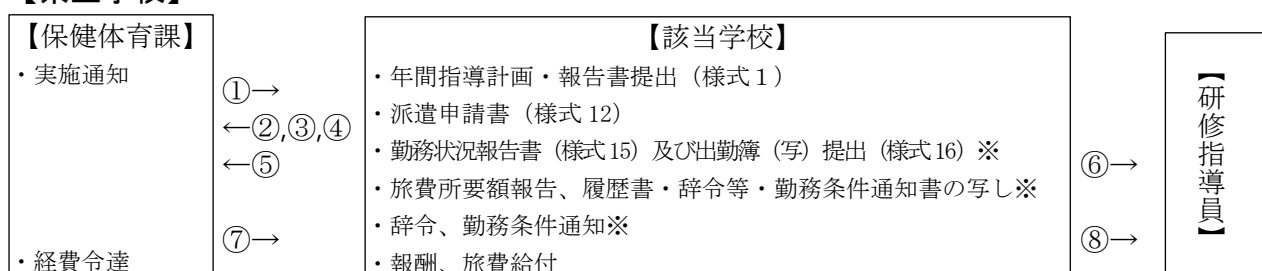 【保健体育課】
・実施通知
・経費令達
①→
←②,③,④
←⑤
⑦→
【該当学校】
・年間指導計画・報告書提出（様式１）
・派遣申請書（様式 12）
・勤務状況報告書（様式15）及び出勤簿（写）提出（様式16）※
・旅費所要額報告、履歴書・辞令等・勤務条件通知書の写し※
・辞令、勤務条件通知※
・報酬、旅費給付
⑥→
⑧→
【研修指導員】